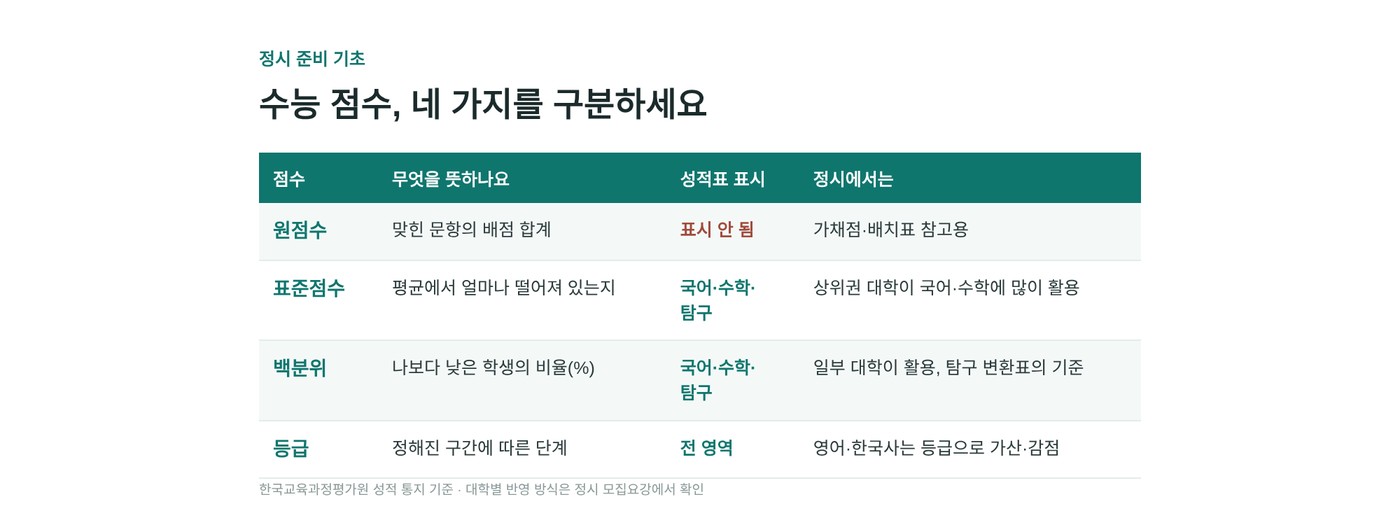 정시 준비 기초
수능 점수, 네 가지를 구분하세요
점수 무엇을 뜻하나요 성적표 표시 정시에서는
원점수 맞힌 문항의 배점 합계 표시 안 됨 가채점·배치표 참고용
표준점수 평균에서 얼마나 떨어져 있는지 국어·수학· 상위권 대학이 국어·수학에 많이 활용
탐구
백분위 나보다 낮은 학생의 비율(%) 국어·수학· 일부 대학이 활용, 탐구 변환표의 기준
탐구
등급 정해진 구간에 따른 단계 전 영역 영어·한국사는 등급으로 가산·감점
한국교육과정평가원 성적 통지 기준 · 대학별 반영 방식은 정시 모집요강에서 확인